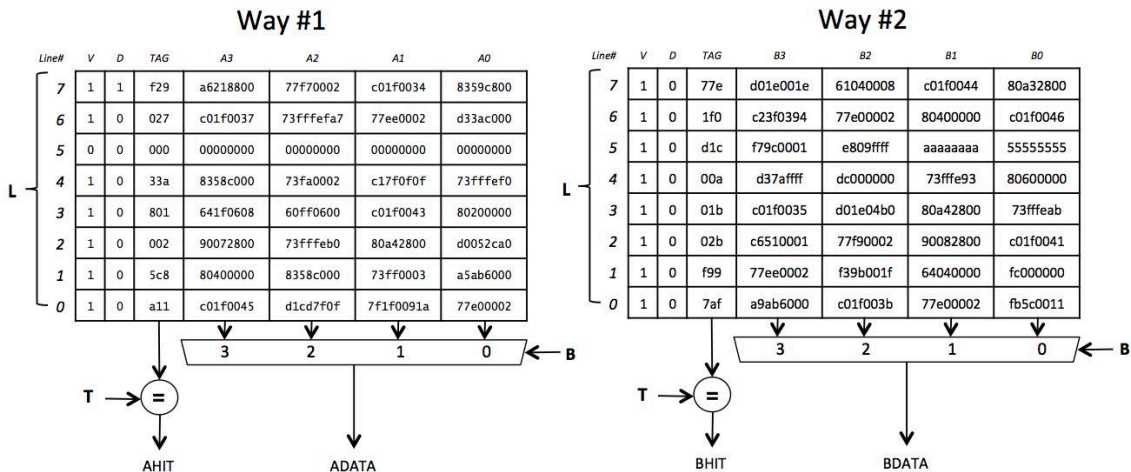 Way #1
Line# V D TAG A3 A2 A1 A0
7 1 1 f29 a6218800 77f70002 c01f0034 8359c800
6 1 0 027 c01f0037 73fffefa7 77ee0002 d33ac000
5 0 0 000 00000000 00000000 00000000 00000000
4 1 0 33a 8358c000 73fa0002 c17f0f0f 73fffef0
L
3 1 0 801 641f0608 60ff0600 c01f0043 80200000
2 1 0 002 90072800 73fffeb0 80a42800 d0052ca0
1 1 0 5c8 80400000 8358c000 73ff0003 a5ab6000
0 1 0 a11 c01f0045 d1cd7f0f 7f1f0091a 77e00002
3 2 1 0 B
T =
AHIT ADATA
Way #2
Line# V D TAG B3 B2 B1 B0
7 1 0 77e d01e001e 61040008 c01f0044 80a32800
6 1 0 1f0 c23f0394 77e00002 80400000 c01f0046
5 1 0 d1c f79c0001 e809ffff aaaaaaaa 55555555
4 1 0 00a d37affff dc000000 73fffe93 80600000
L
3 1 0 01b c01f0035 d01e04b0 80a42800 73fffeab
2 1 0 02b c6510001 77f90002 90082800 c01f0041
1 1 0 f99 77ee0002 f39b001f 64040000 fc000000
0 1 0 7af a9ab6000 c01f003b 77e00002 fb5c0011
3 2 1 0 B
T =
BHIT BDATA